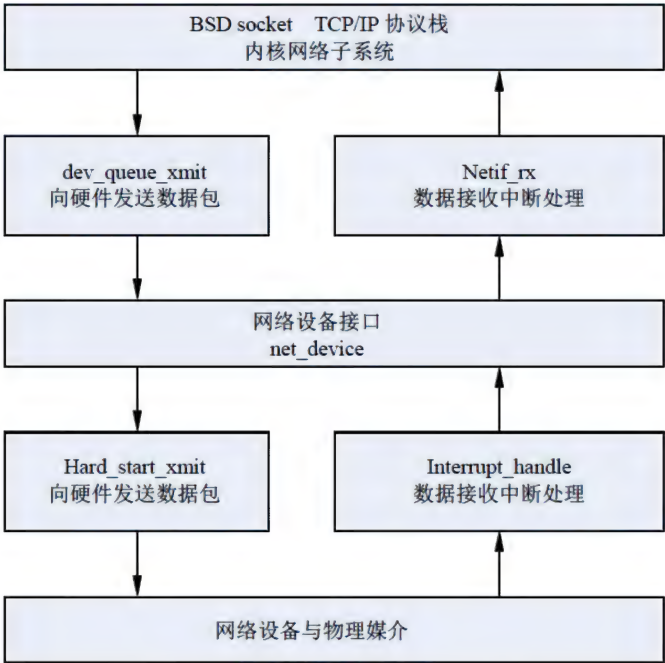 BSD socket TCP/IP 协议栈
内核网络子系统
dev_queue_xmit
向硬件发送数据包
Netif_rx
数据接收中断处理
网络设备接口
net_device
Hard_start_xmit
向硬件发送数据包
Interrupt_handle
数据接收中断处理
网络设备与物理媒介